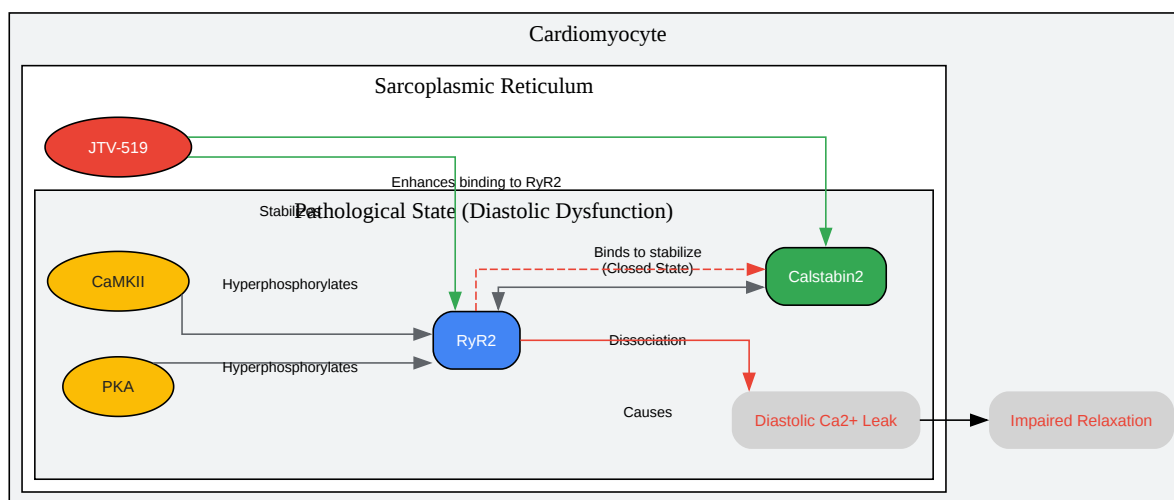 Cardiomyocyte
Sarcoplasmic Reticulum
JTV-519
Enhances binding to RyR2
Stabilizes
Pathological State (Diastolic Dysfunction)
CaMKII
Hyperphosphorylates
Binds to stabilize
(Closed State)
Calstabin2
RyR2
Dissociation
PKA
Hyperphosphorylates
Causes
Diastolic Ca2+ Leak
Impaired Relaxation